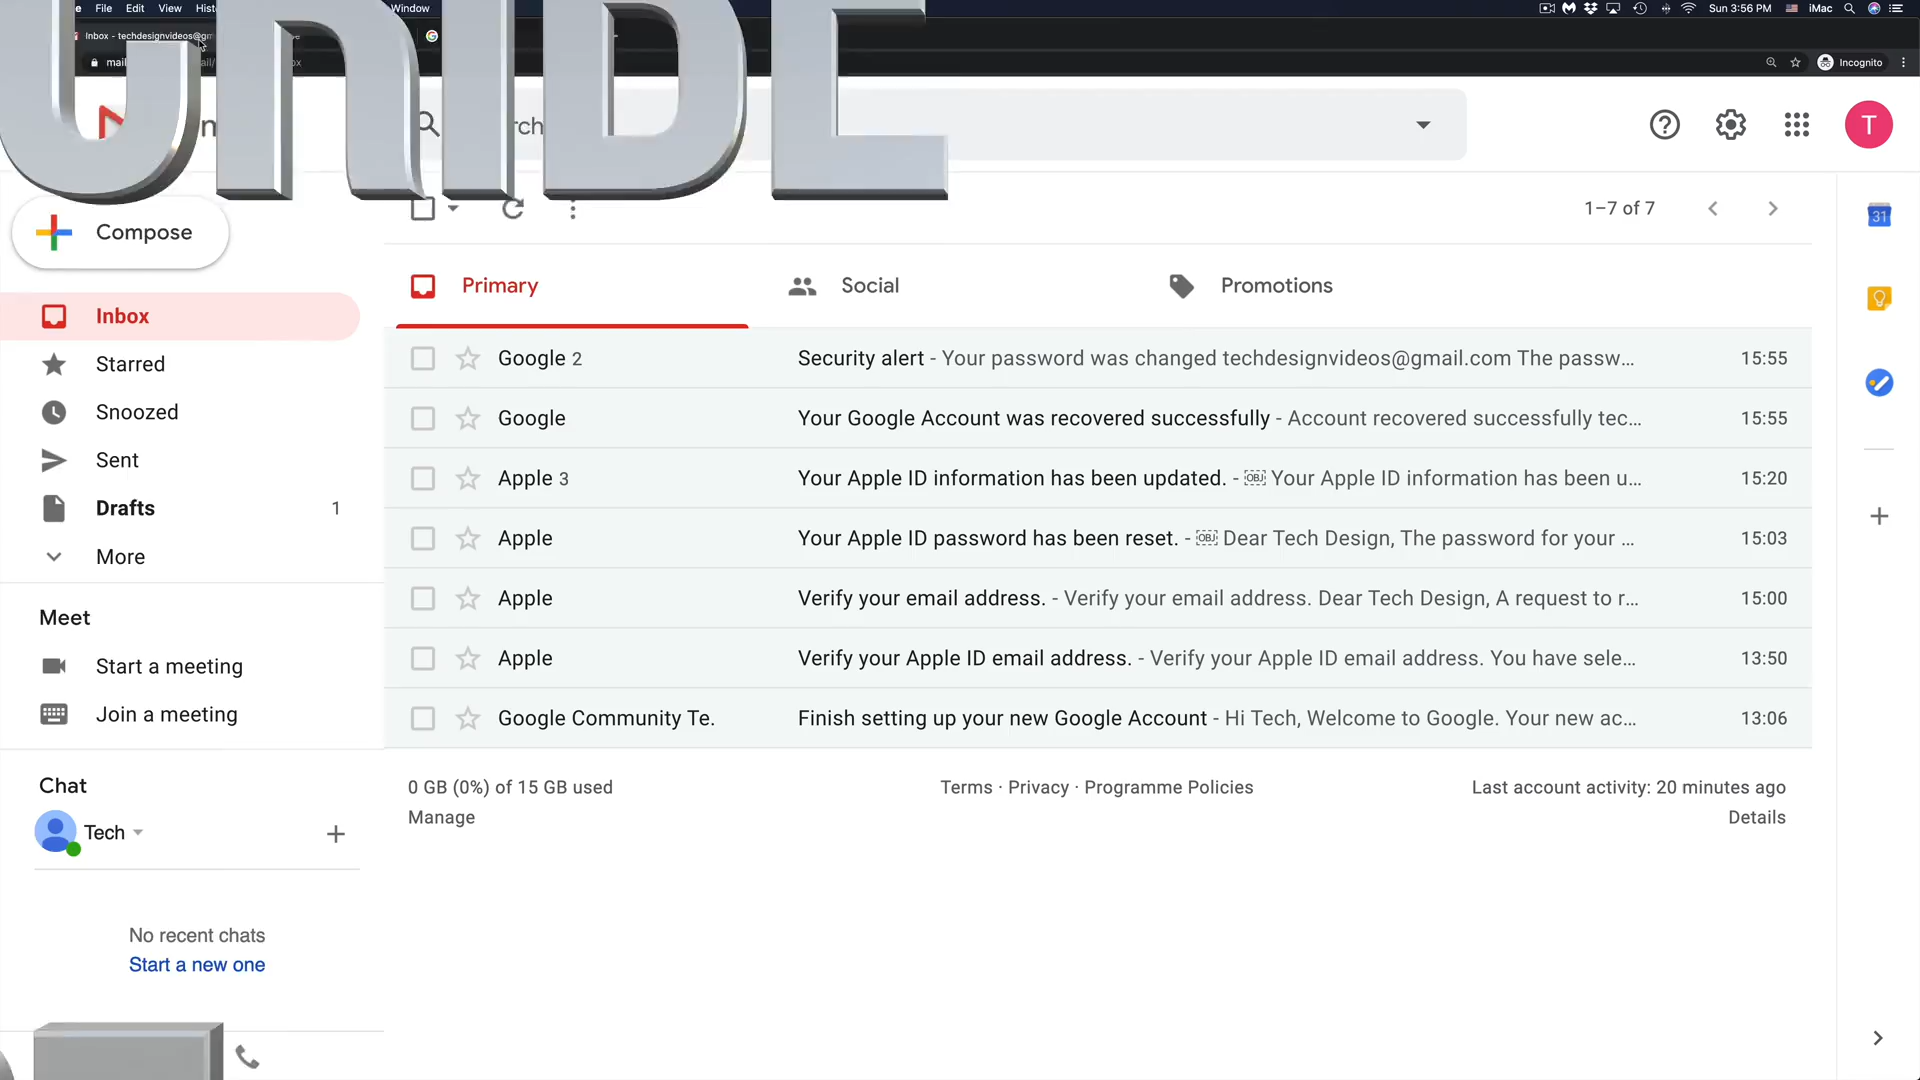 File Edit View Hist Window Sun 3:56 PM iMac
Inbox - techdesignvideos@gm
mail
Incognito
rch
T
Compose
1–7 of 7
31
Primary Social Promotions
Inbox
Starred
Snoozed
Sent
Drafts 1
More
Google 2 Security alert - Your password was changed techdesignvideos@gmail.com The passw... 15:55
Google Your Google Account was recovered successfully - Account recovered successfully tec... 15:55
Apple 3 Your Apple ID information has been updated. - OBJ Your Apple ID information has been u... 15:20
Apple Your Apple ID password has been reset. - OBJ Dear Tech Design, The password for your ... 15:03
Apple Verify your email address. - Verify your email address. Dear Tech Design, A request to r... 15:00
Apple Verify your Apple ID email address. - Verify your Apple ID email address. You have sele... 13:50
Google Community Te. Finish setting up your new Google Account - Hi Tech, Welcome to Google. Your new ac... 13:06
Meet
Start a meeting
Join a meeting
0 GB (0%) of 15 GB used
Manage
Terms · Privacy · Programme Policies
Last account activity: 20 minutes ago
Details
Chat
Tech
No recent chats
Start a new one